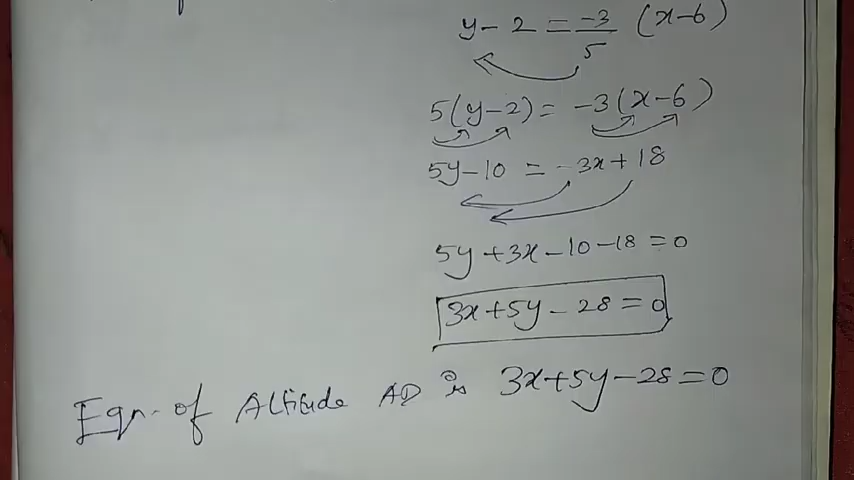 y - 2 = -3/5 (x-6)
5(y-2) = -3(x-6)
5y-10 = -3x+18
5y+3x-10-18=0
3x+5y-28=0
Eqn. of Altitude AD is 3x+5y-28=0